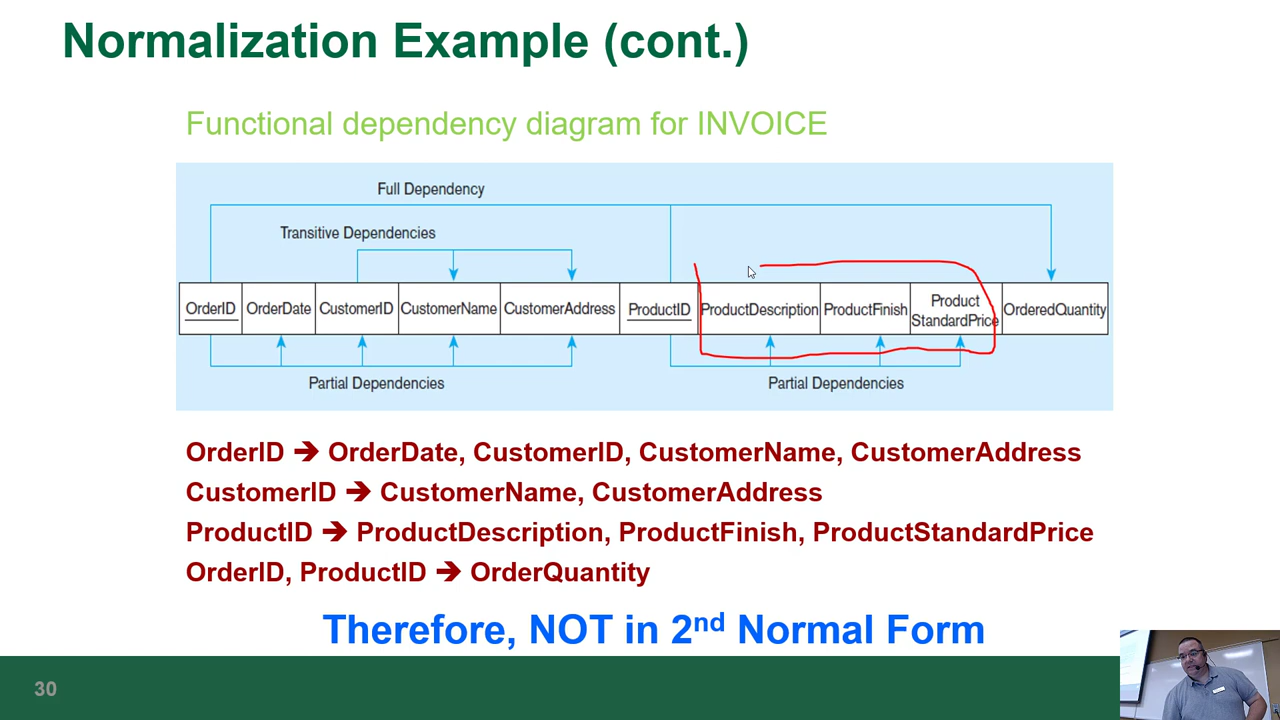 Normalization Example (cont.)
Functional dependency diagram for INVOICE
Full Dependency
Transitive Dependencies
OrderID OrderDate CustomerID CustomerName CustomerAddress ProductID ProductDescription ProductFinish Product StandardPrice OrderedQuantity
Partial Dependencies Partial Dependencies
OrderID ➔ OrderDate, CustomerID, CustomerName, CustomerAddress
CustomerID ➔ CustomerName, CustomerAddress
ProductID ➔ ProductDescription, ProductFinish, ProductStandardPrice
OrderID, ProductID ➔ OrderQuantity
Therefore, NOT in 2nd Normal Form
30